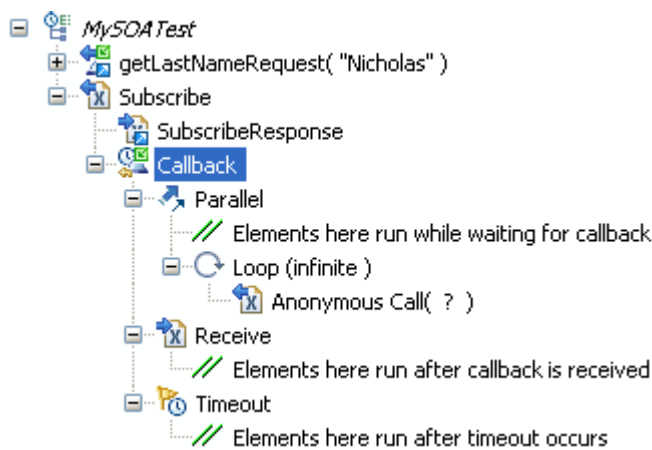 MySOATest
getLastNameRequest( "Nicholas" )
Subscribe
SubscribeResponse
Callback
Parallel
// Elements here run while waiting for callback
Loop (infinite )
Anonymous Call( ? )
Receive
// Elements here run after callback is received
Timeout
// Elements here run after timeout occurs